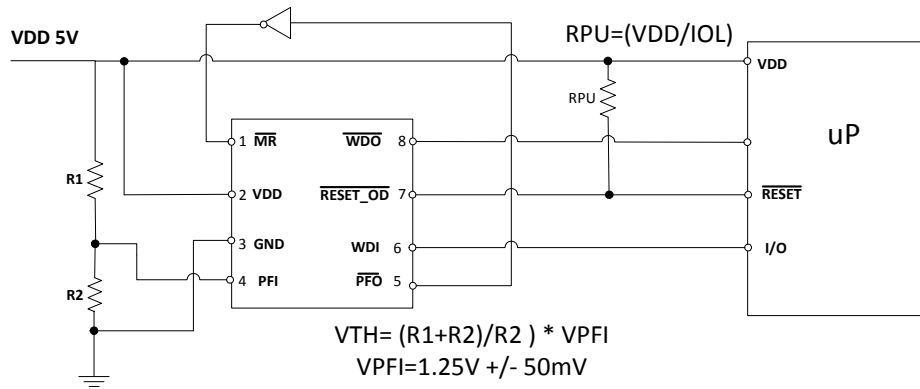 RPU=(VDD/IOL)
VDD 5V
VDD
RPU
uP
1 MR
WDO 8
R1
2 VDD
RESET_OD 7
RESET
3 GND
WDI 6
I/O
4 PFI
PFO 5
R2
VTH= (R1+R2)/R2 ) * VPFI
VPFI=1.25V +/- 50mV